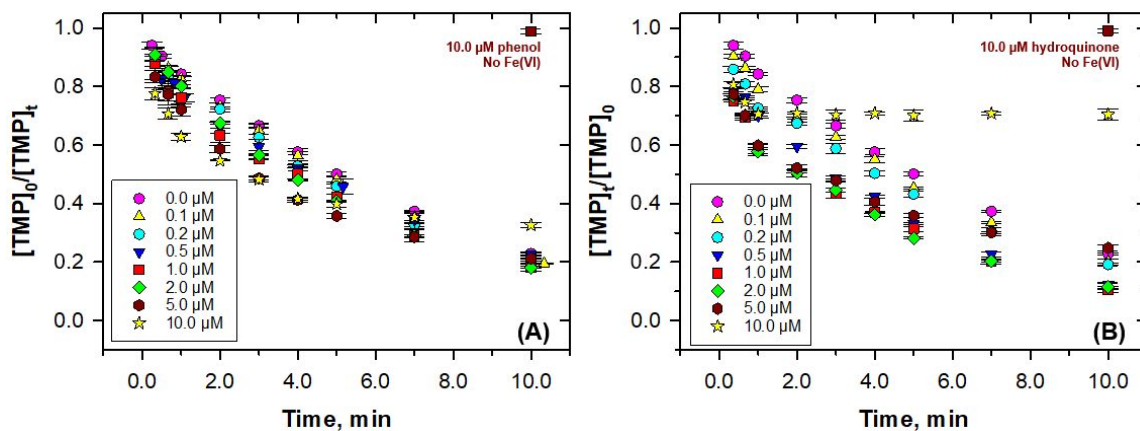 1.0
0.8
0.6
0.4
0.2
0.0
[TMP]0/[TMP]t
10.0 µM phenol
No Fe(VI)
0.0 µM
0.1 µM
0.2 µM
0.5 µM
1.0 µM
2.0 µM
5.0 µM
10.0 µM
(A)
0.0 2.0 4.0 6.0 8.0 10.0
Time, min
1.0
0.8
0.6
0.4
0.2
0.0
[TMP]t/[TMP]0
10.0 µM hydroquinone
No Fe(VI)
0.0 µM
0.1 µM
0.2 µM
0.5 µM
1.0 µM
2.0 µM
5.0 µM
10.0 µM
(B)
0.0 2.0 4.0 6.0 8.0 10.0
Time, min